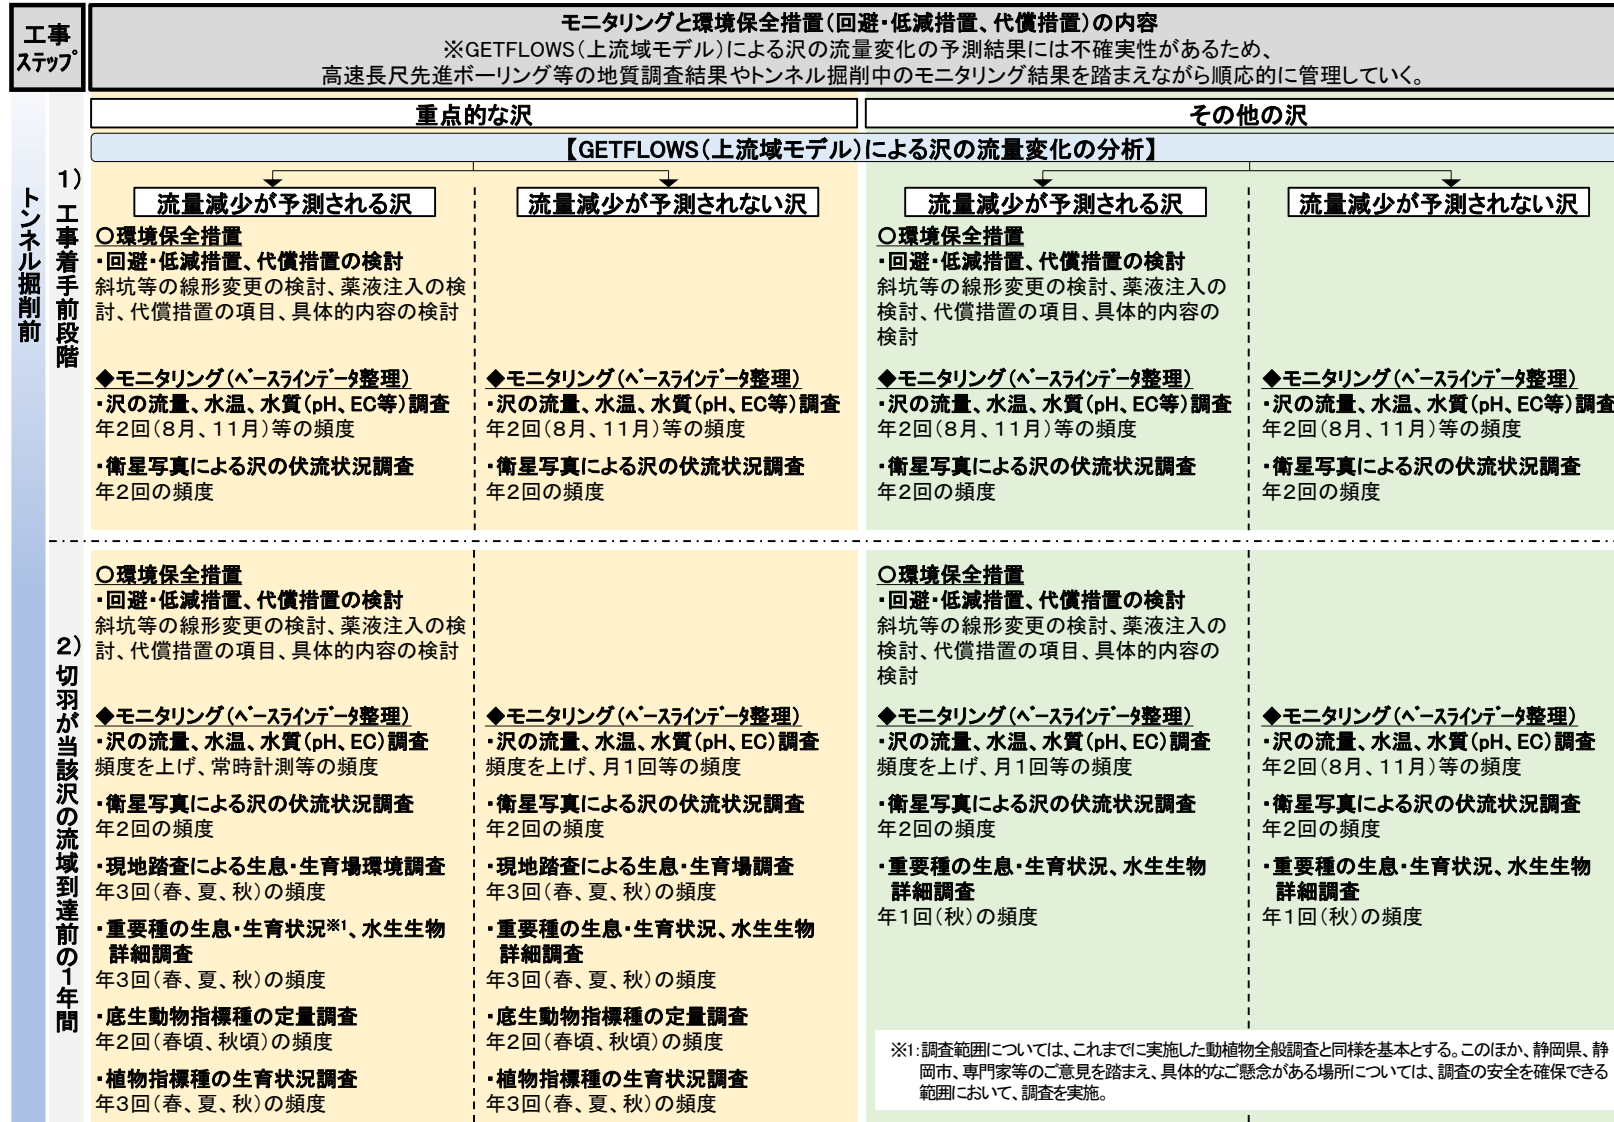 工事
ステップ
モニタリングと環境保全措置(回避・低減措置、代償措置)の内容
※GETFLOWS(上流域モデル)による沢の流量変化の予測結果には不確実性があるため、
高速長尺先進ボーリング等の地質調査結果やトンネル掘削中のモニタリング結果を踏まえながら順応的に管理していく。
トンネル掘削前
重点的な沢
その他の沢
【GETFLOWS(上流域モデル)による沢の流量変化の分析】
1)工事着手前段階
流量減少が予測される沢
○環境保全措置
・回避・低減措置、代償措置の検討
斜坑等の線形変更の検討、薬液注入の検
討、代償措置の項目、具体的内容の検討
◆モニタリング(ベースラインデータ整理)
・沢の流量、水温、水質(pH、EC等)調査
年2回(8月、11月)等の頻度
・衛星写真による沢の伏流状況調査
年2回の頻度
流量減少が予測されない沢
◆モニタリング(ベースラインデータ整理)
・沢の流量、水温、水質(pH、EC等)調査
年2回(8月、11月)等の頻度
・衛星写真による沢の伏流状況調査
年2回の頻度
流量減少が予測される沢
○環境保全措置
・回避・低減措置、代償措置の検討
斜坑等の線形変更の検討、薬液注入の
検討、代償措置の項目、具体的内容の
検討
◆モニタリング(ベースラインデータ整理)
・沢の流量、水温、水質(pH、EC等)調査
年2回(8月、11月)等の頻度
・衛星写真による沢の伏流状況調査
年2回の頻度
流量減少が予測されない沢
◆モニタリング(ベースラインデータ整理)
・沢の流量、水温、水質(pH、EC等)調査
年2回(8月、11月)等の頻度
・衛星写真による沢の伏流状況調査
年2回の頻度
2)切羽が当該沢の流域到達前の1年間
○環境保全措置
・回避・低減措置、代償措置の検討
斜坑等の線形変更の検討、薬液注入の検
討、代償措置の項目、具体的内容の検討
◆モニタリング(ベースラインデータ整理)
・沢の流量、水温、水質(pH、EC)調査
頻度を上げ、常時計測等の頻度
・衛星写真による沢の伏流状況調査
年2回の頻度
・現地踏査による生息・生育場環境調査
年3回(春、夏、秋)の頻度
・重要種の生息・生育状況※1、水生生物
詳細調査
年3回(春、夏、秋)の頻度
・底生動物指標種の定量調査
年2回(春頃、秋頃)の頻度
・植物指標種の生育状況調査
年3回(春、夏、秋)の頻度
◆モニタリング(ベースラインデータ整理)
・沢の流量、水温、水質(pH、EC)調査
頻度を上げ、月1回等の頻度
・衛星写真による沢の伏流状況調査
年2回の頻度
・現地踏査による生息・生育場調査
年3回(春、夏、秋)の頻度
・重要種の生息・生育状況、水生生物
詳細調査
年3回(春、夏、秋)の頻度
・底生動物指標種の定量調査
年2回(春頃、秋頃)の頻度
・植物指標種の生育状況調査
年3回(春、夏、秋)の頻度
○環境保全措置
・回避・低減措置、代償措置の検討
斜坑等の線形変更の検討、薬液注入の
検討、代償措置の項目、具体的内容の
検討
◆モニタリング(ベースラインデータ整理)
・沢の流量、水温、水質(pH、EC)調査
頻度を上げ、月1回等の頻度
・衛星写真による沢の伏流状況調査
年2回の頻度
・重要種の生息・生育状況、水生生物
詳細調査
年1回(秋)の頻度
◆モニタリング(ベースラインデータ整理)
・沢の流量、水温、水質(pH、EC)調査
年2回(8月、11月)等の頻度
・衛星写真による沢の伏流状況調査
年2回の頻度
・重要種の生息・生育状況、水生生物
詳細調査
年1回(秋)の頻度
※1:調査範囲については、これまでに実施した動植物全般調査と同様を基本とする。このほか、静岡県、静
岡市、専門家等のご意見を踏まえ、具体的なご懸念がある場所については、調査の安全を確保できる
範囲において、調査を実施。